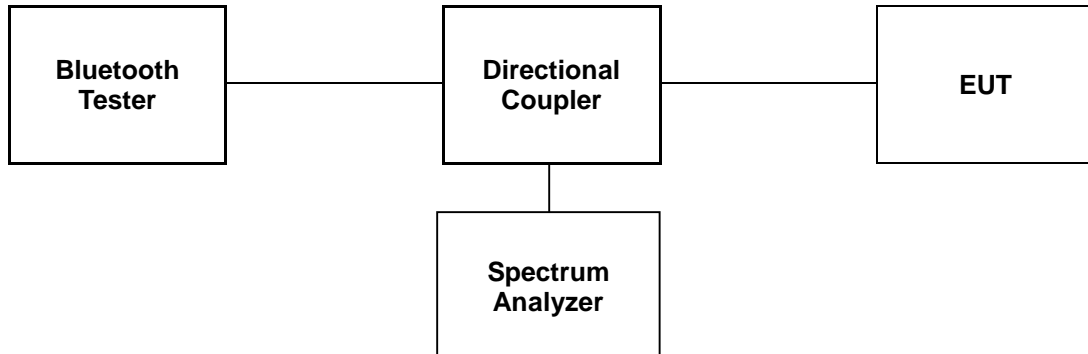 Bluetooth
Tester
Directional
Coupler
EUT
Spectrum
Analyzer